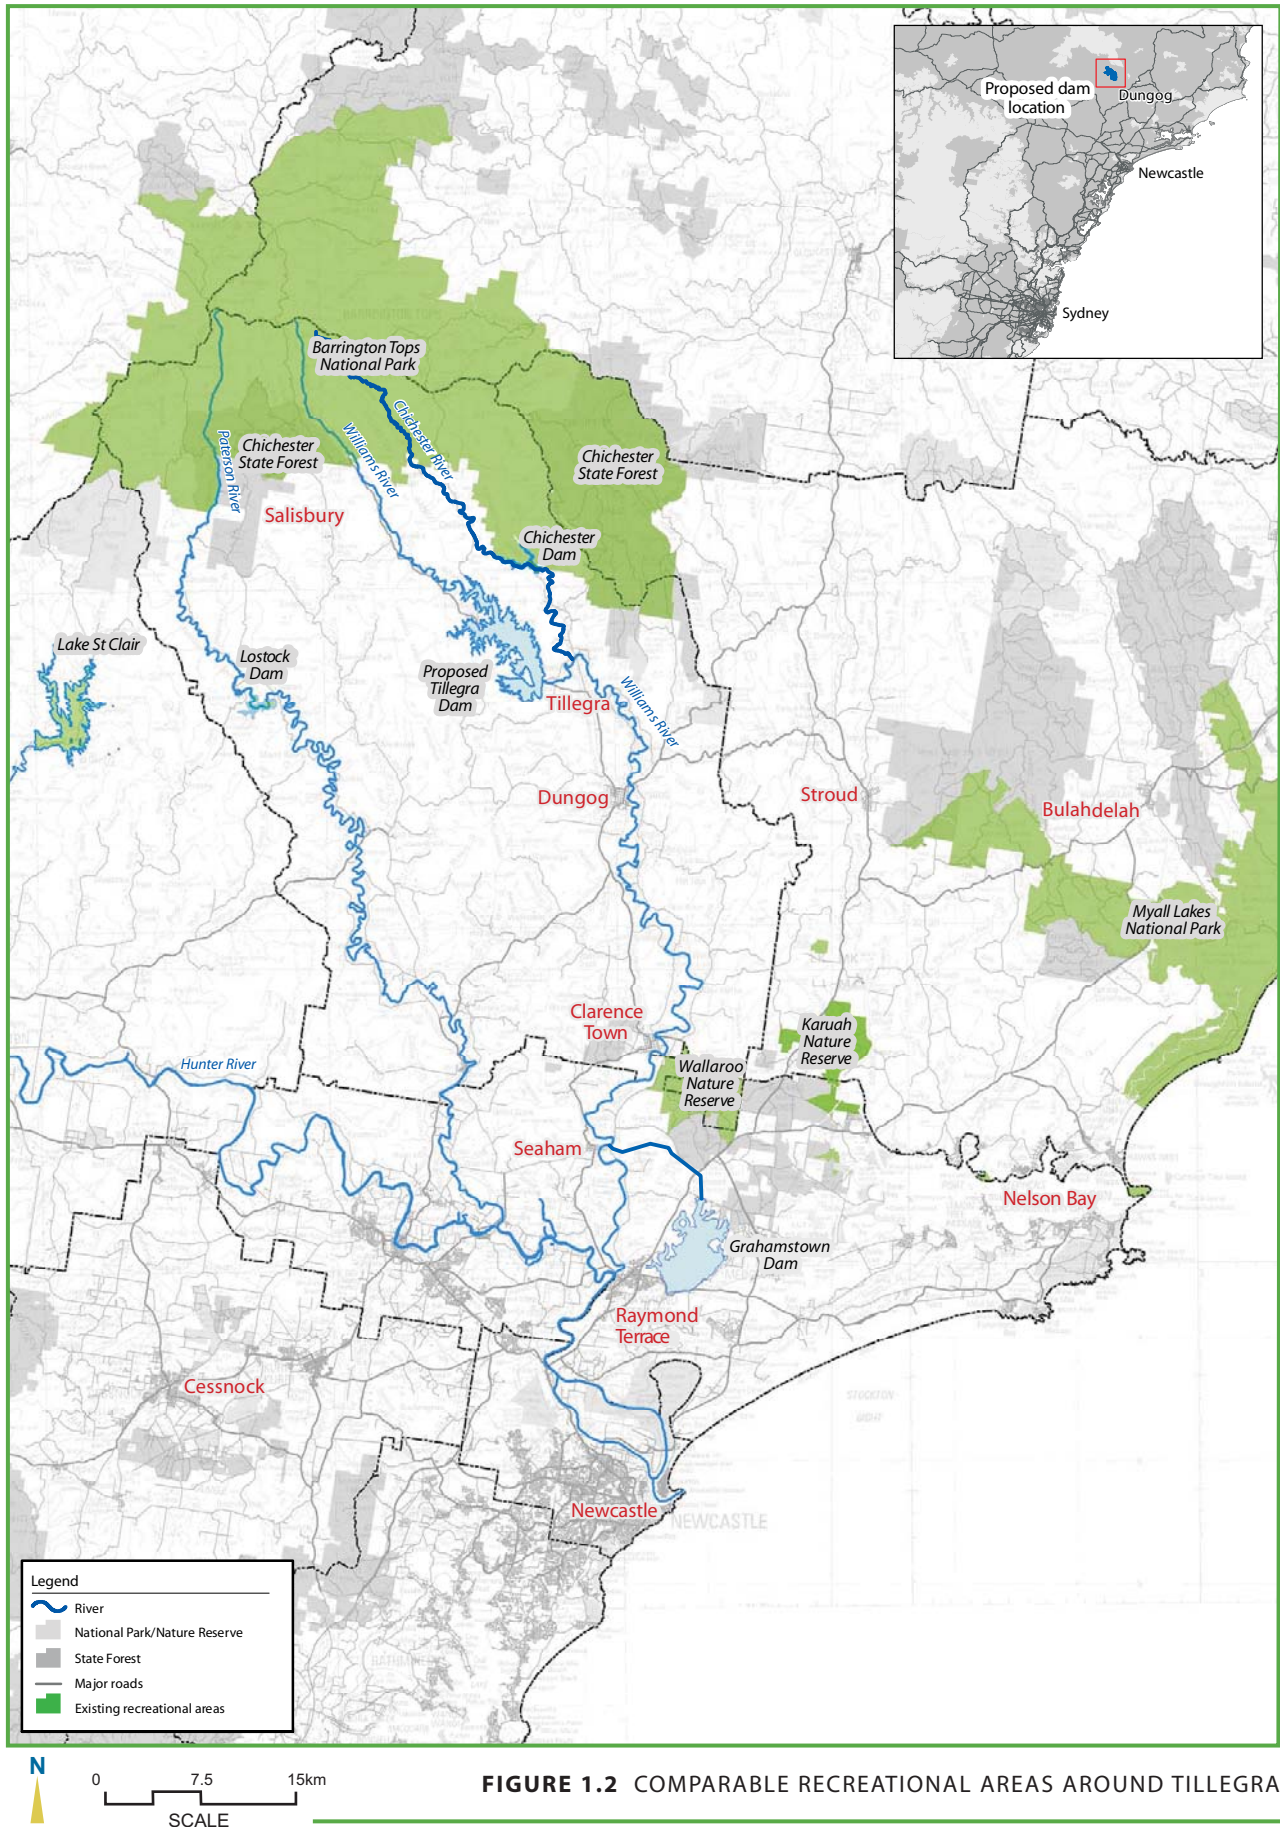 Proposed dam
location
Dungog
Newcastle
Sydney
BARRINGTON TOPS
Barrington Tops
National Park
Chichester River
Williams River
Paterson River
Chichester
State Forest
Chichester
State Forest
Salisbury
Chichester
Dam
Lake St Clair
Lostock
Dam
Proposed
Tillegra
Dam
Tillegra
Williams River
Dungog
Stroud
Bulahdelah
Myall Lakes
National Park
Clarence
Town
Karuah
Nature
Reserve
Hunter River
Wallaroo
Nature
Reserve
Seaham
Nelson Bay
Grahamstown
Dam
Raymond
Terrace
Cessnock
STOCKTON
BIGHT
Newcastle
NEWCASTLE
Legend
River
National Park/Nature Reserve
State Forest
Major roads
Existing recreational areas
N
0 7.5 15km
SCALE
FIGURE 1.2 COMPARABLE RECREATIONAL AREAS AROUND TILLEGRA